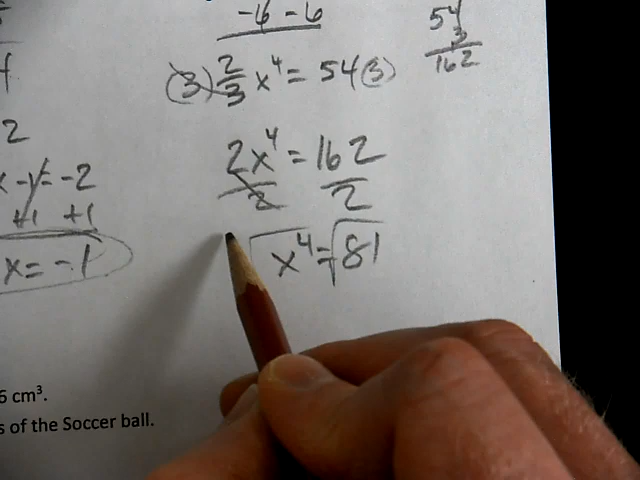 -6 -6
54
3
162
(3) 2/3 x⁴ = 54(3)
2
2x⁴ = 162
2 2
x - y = -2
+1 +1
√x⁴ = √81
x = -1
6 cm³.
s of the Soccer ball.